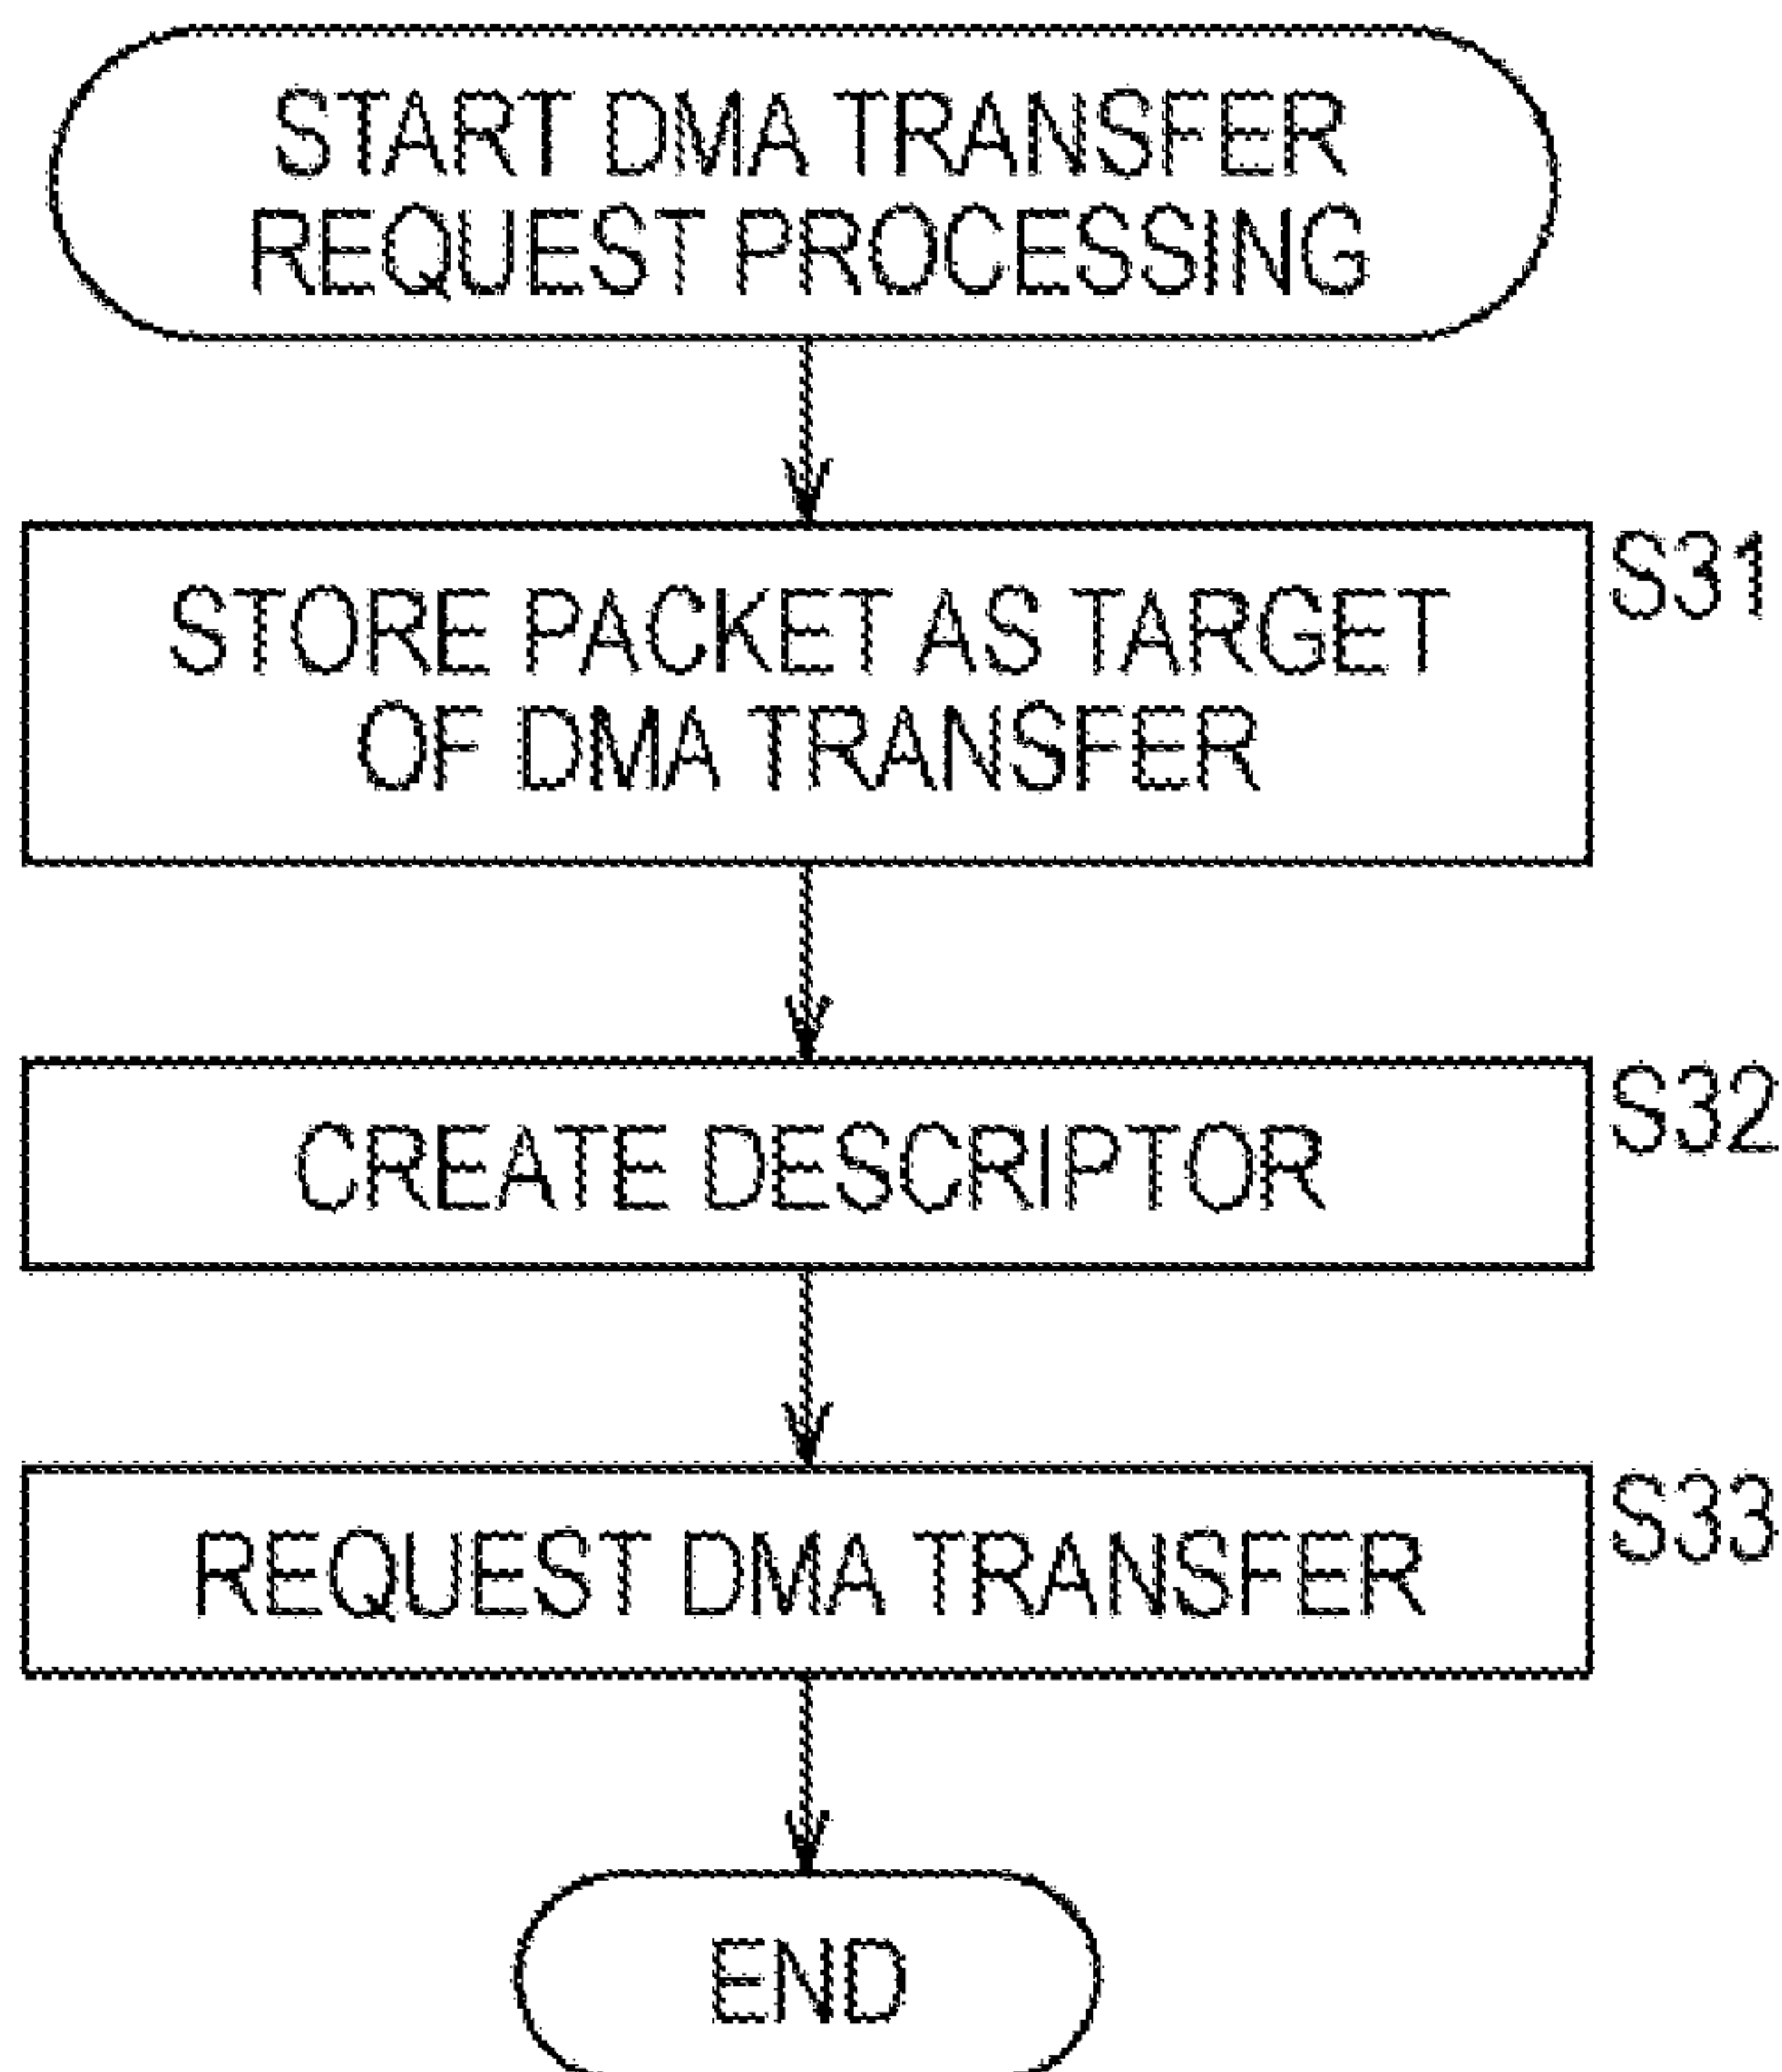 START DMA TRANSFER
REQUEST PROCESSING
S31
STORE PACKET AS TARGET
OF DMA TRANSFER
S32
CREATE DESCRIPTOR
S33
REQUEST DMA TRANSFER
END